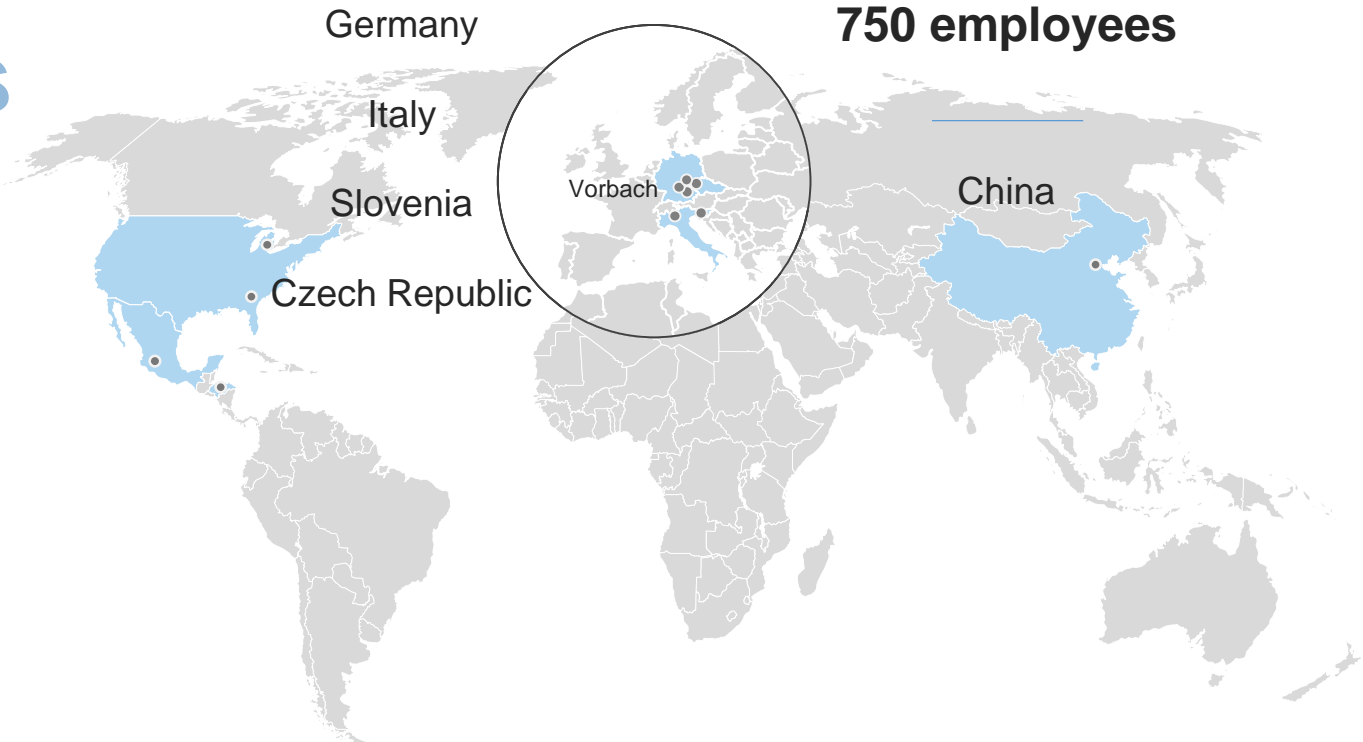 Germany
750 employees
s
Italy
Slovenia
Vorbach
China
Czech Republic